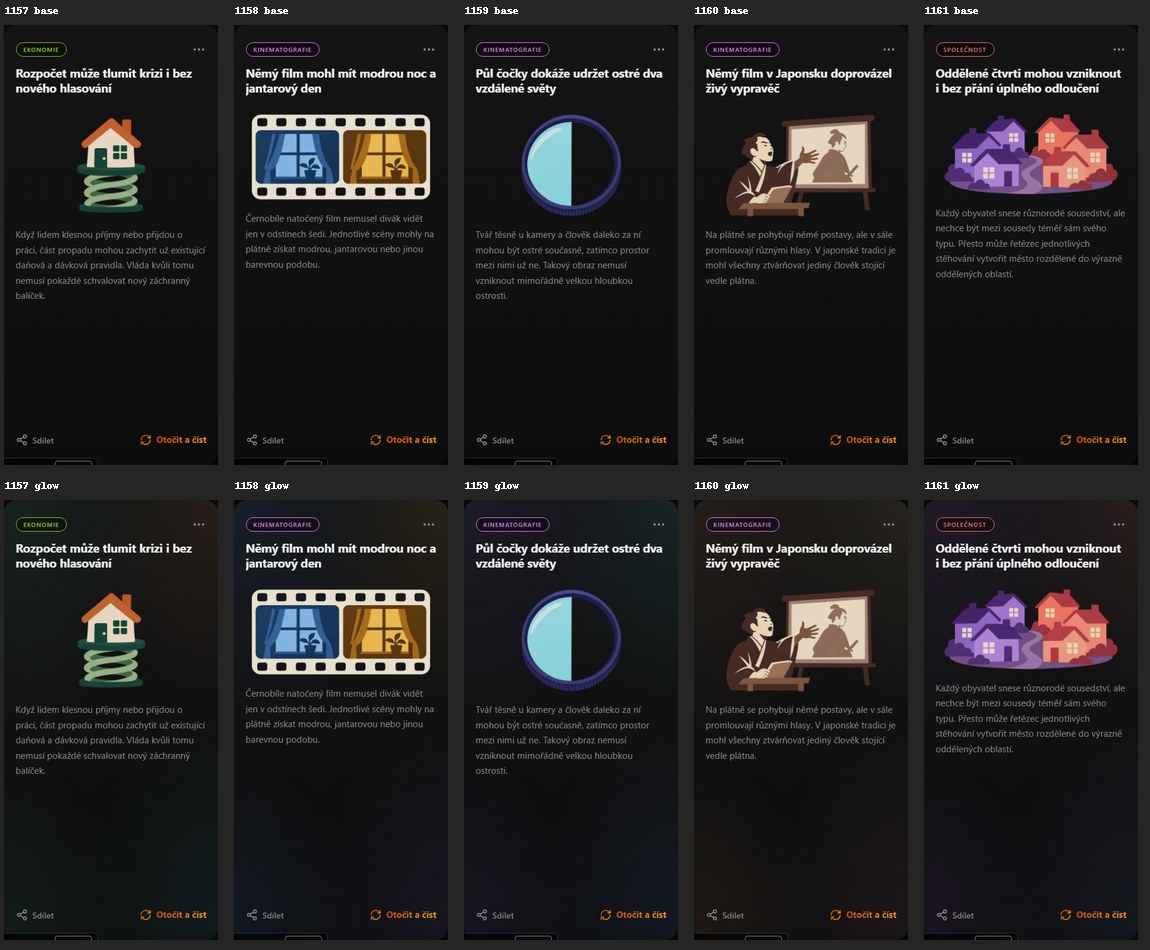 1157 base
EKONOMIE
Rozpočet může tlumit krizi i bez
nového hlasování
Když lidem klesnou příjmy nebo přijdou o
práci, část propadu mohou zachytit už existující
daňová a dávková pravidla. Vláda kvůli tomu
nemusí pokaždé schvalovat nový záchranný
balíček.
Sdílet
Otočit a číst
1158 base
KINEMATOGRAFIE
Němý film mohl mít modrou noc a
jantarový den
Černobíle natočený film nemusel divák vidět
jen v odstínech šedi. Jednotlivé scény mohly na
plátně získat modrou, jantarovou nebo jinou
barevnou podobu.
Sdílet
Otočit a číst
1159 base
KINEMATOGRAFIE
Půl čočky dokáže udržet ostré dva
vzdálené světy
Tvář těsně u kamery a člověk daleko za ní
mohou být ostré současně, zatímco prostor
mezi nimi už ne. Takový obraz nemusí
vzniknout mimořádně velkou hloubkou
ostrosti.
Sdílet
Otočit a číst
1160 base
KINEMATOGRAFIE
Němý film v Japonsku doprovázel
živý vypravěč
Na plátně se pohybují němé postavy, ale v sále
promlouvají různými hlasy. V japonské tradici je
mohl všechny ztvárňovat jediný člověk stojící
vedle plátna.
Sdílet
Otočit a číst
1161 base
SPOLEČNOST
Oddělené čtvrti mohou vzniknout
i bez přání úplného odloučení
Každý obyvatel snese různorodé sousedství, ale
nechce být mezi sousedy téměř sám svého
typu. Přesto může řetězec jednotlivých
stěhování vytvořit město rozdělené do výrazně
oddělených oblastí.
Sdílet
Otočit a číst
1157 glow
EKONOMIE
Rozpočet může tlumit krizi i bez
nového hlasování
Když lidem klesnou příjmy nebo přijdou o
práci, část propadu mohou zachytit už existující
daňová a dávková pravidla. Vláda kvůli tomu
nemusí pokaždé schvalovat nový záchranný
balíček.
Sdílet
Otočit a číst
1158 glow
KINEMATOGRAFIE
Němý film mohl mít modrou noc a
jantarový den
Černobíle natočený film nemusel divák vidět
jen v odstínech šedi. Jednotlivé scény mohly na
plátně získat modrou, jantarovou nebo jinou
barevnou podobu.
Sdílet
Otočit a číst
1159 glow
KINEMATOGRAFIE
Půl čočky dokáže udržet ostré dva
vzdálené světy
Tvář těsně u kamery a člověk daleko za ní
mohou být ostré současně, zatímco prostor
mezi nimi už ne. Takový obraz nemusí
vzniknout mimořádně velkou hloubkou
ostrosti.
Sdílet
Otočit a číst
1160 glow
KINEMATOGRAFIE
Němý film v Japonsku doprovázel
živý vypravěč
Na plátně se pohybují němé postavy, ale v sále
promlouvají různými hlasy. V japonské tradici je
mohl všechny ztvárňovat jediný člověk stojící
vedle plátna.
Sdílet
Otočit a číst
1161 glow
SPOLEČNOST
Oddělené čtvrti mohou vzniknout
i bez přání úplného odloučení
Každý obyvatel snese různorodé sousedství, ale
nechce být mezi sousedy téměř sám svého
typu. Přesto může řetězec jednotlivých
stěhování vytvořit město rozdělené do výrazně
oddělených oblastí.
Sdílet
Otočit a číst